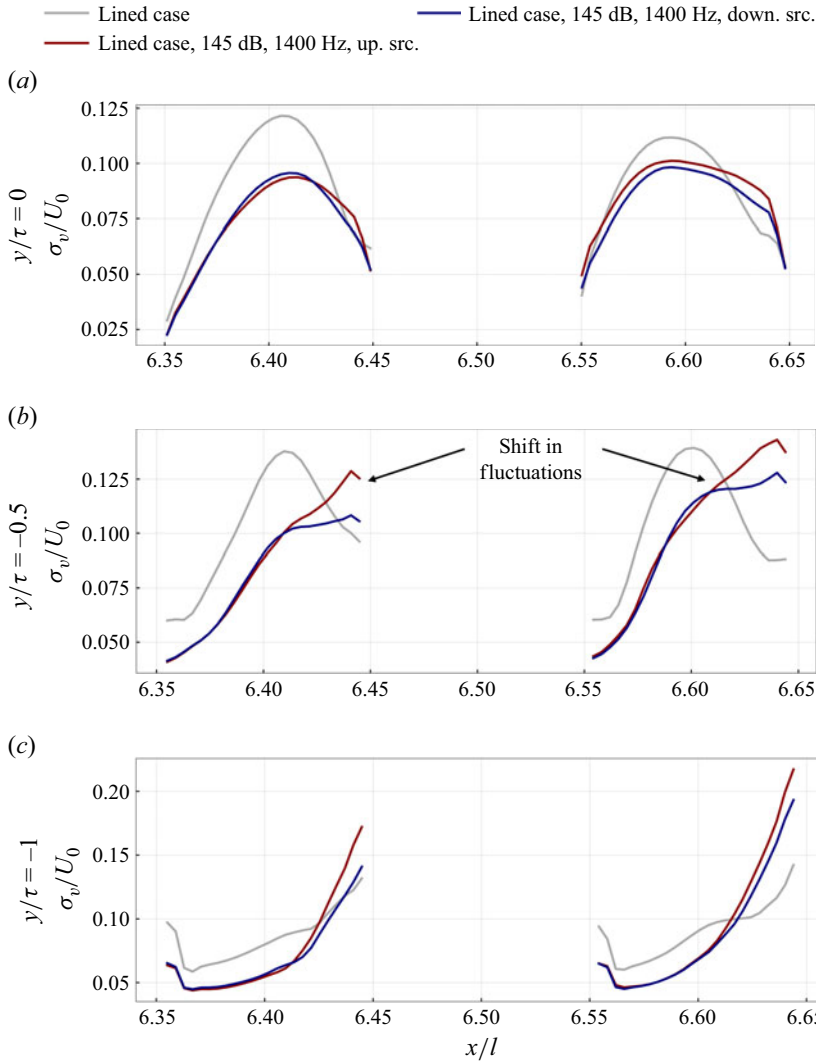 Lined case
Lined case, 145 dB, 1400 Hz, down. src.
Lined case, 145 dB, 1400 Hz, up. src.
(a)
y/τ = 0
σv/U0
0.125
0.100
0.075
0.050
0.025
6.35 6.40 6.45 6.50 6.55 6.60 6.65
(b)
y/τ = −0.5
σv/U0
0.125
0.100
0.075
0.050
Shift in
fluctuations
6.35 6.40 6.45 6.50 6.55 6.60 6.65
(c)
y/τ = −1
σv/U0
0.20
0.15
0.10
0.05
6.35 6.40 6.45 6.50 6.55 6.60 6.65
x/l